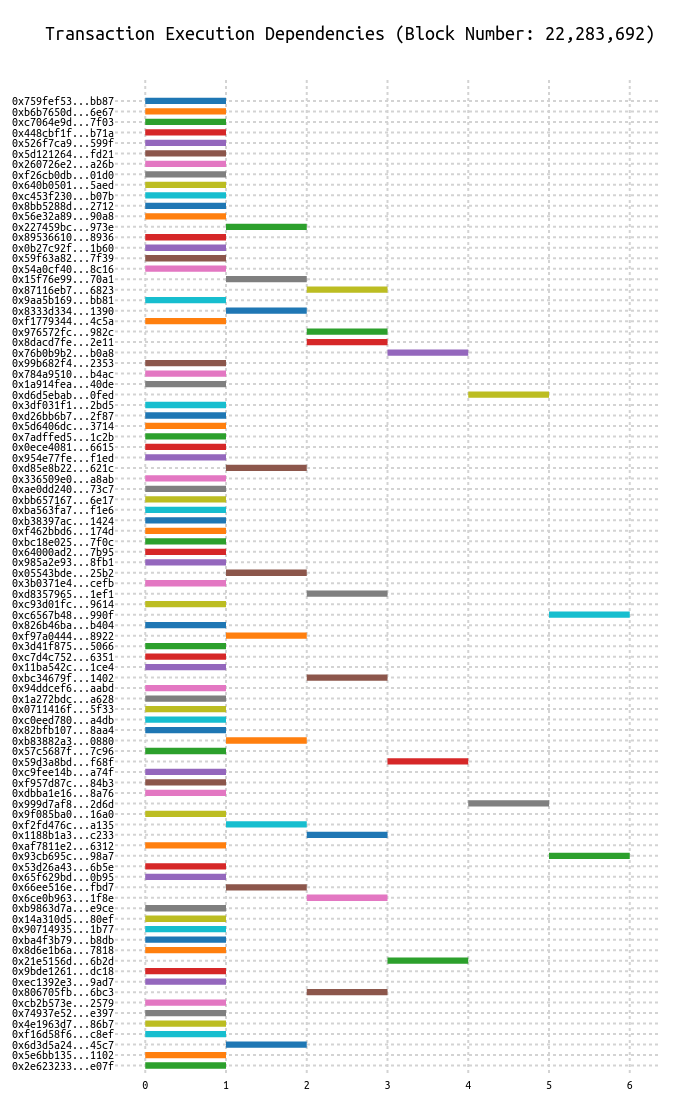 Transaction Execution Dependencies (Block Number: 22,283,692)
0x759fef53...bb87
0xb6b7650d...6e67
0xc7064e9d...7f03
0x448cbf1f...b71a
0x526f7ca9...599f
0x5d121264...fd21
0x260726e2...a26b
0xf26cb0db...01d0
0x640b0501...5aed
0xc453f230...b07b
0x8bb5288d...2712
0x56e32a89...90a8
0x227459bc...973e
0x89536610...8936
0x0b27c92f...1b60
0x59f63a82...7f39
0x54a0cf40...8c16
0x15f76e99...70a1
0x87116eb7...6823
0x9aa5b169...bb81
0x8333d334...1390
0xf1779344...4c5a
0x976572fc...982c
0x8dacd7fe...2e11
0x76b0b9b2...b0a8
0x99b682f4...2353
0x784a9510...b4ac
0x1a914fea...40de
0xd6d5ebab...0fed
0x3df031f1...2bd5
0xd26bb6b7...2f87
0x5d6406dc...3714
0x7adffed5...1c2b
0x0ece4081...6615
0x954e77fe...f1ed
0xd85e8b22...621c
0x336509e0...a8ab
0xae0dd240...73c7
0xbb657167...6e17
0xba563fa7...f1e6
0xb38397ac...1424
0xf462bbd6...174d
0xbc18e025...7f0c
0x64000ad2...7b95
0x985a2e93...8fb1
0x05543bde...25b2
0x3b0371e4...cefb
0xd8357965...1ef1
0xc93d01fc...9614
0xc6567b48...990f
0x826b46ba...b404
0xf97a0444...8922
0x3d41f875...5066
0xc7d4c752...6351
0x11ba542c...1ce4
0xbc34679f...1402
0x94ddcef6...aabd
0x1a272bdc...a628
0x0711416f...5f33
0xc0eed780...a4db
0x82bfb107...8aa4
0xb83882a3...0880
0x57c5687f...7c96
0x59d3a8bd...f68f
0xc9fee14b...a74f
0xf957d87c...84b3
0xdbba1e16...8a76
0x999d7af8...2d6d
0x9f085ba0...16a0
0xf2fd476c...a135
0x1188b1a3...c233
0xaf7811e2...6312
0x93cb695c...98a7
0x53d26a43...6b5e
0x65f629bd...0b95
0x66ee516e...fbd7
0x6ce0b963...1f8e
0xb9863d7a...e9ce
0x14a310d5...80ef
0x90714935...1b77
0xba4f3b79...b8db
0x8d6e1b6a...7818
0x21e5156d...6b2d
0x9bde1261...dc18
0xec1392e3...9ad7
0x806705fb...6bc3
0xcb2b573e...2579
0x74937e52...e397
0x4e1963d7...86b7
0xf16d58f6...c8ef
0x6d3d5a24...45c7
0x5e6bb135...1102
0x2e623233...e07f
0 1 2 3 4 5 6